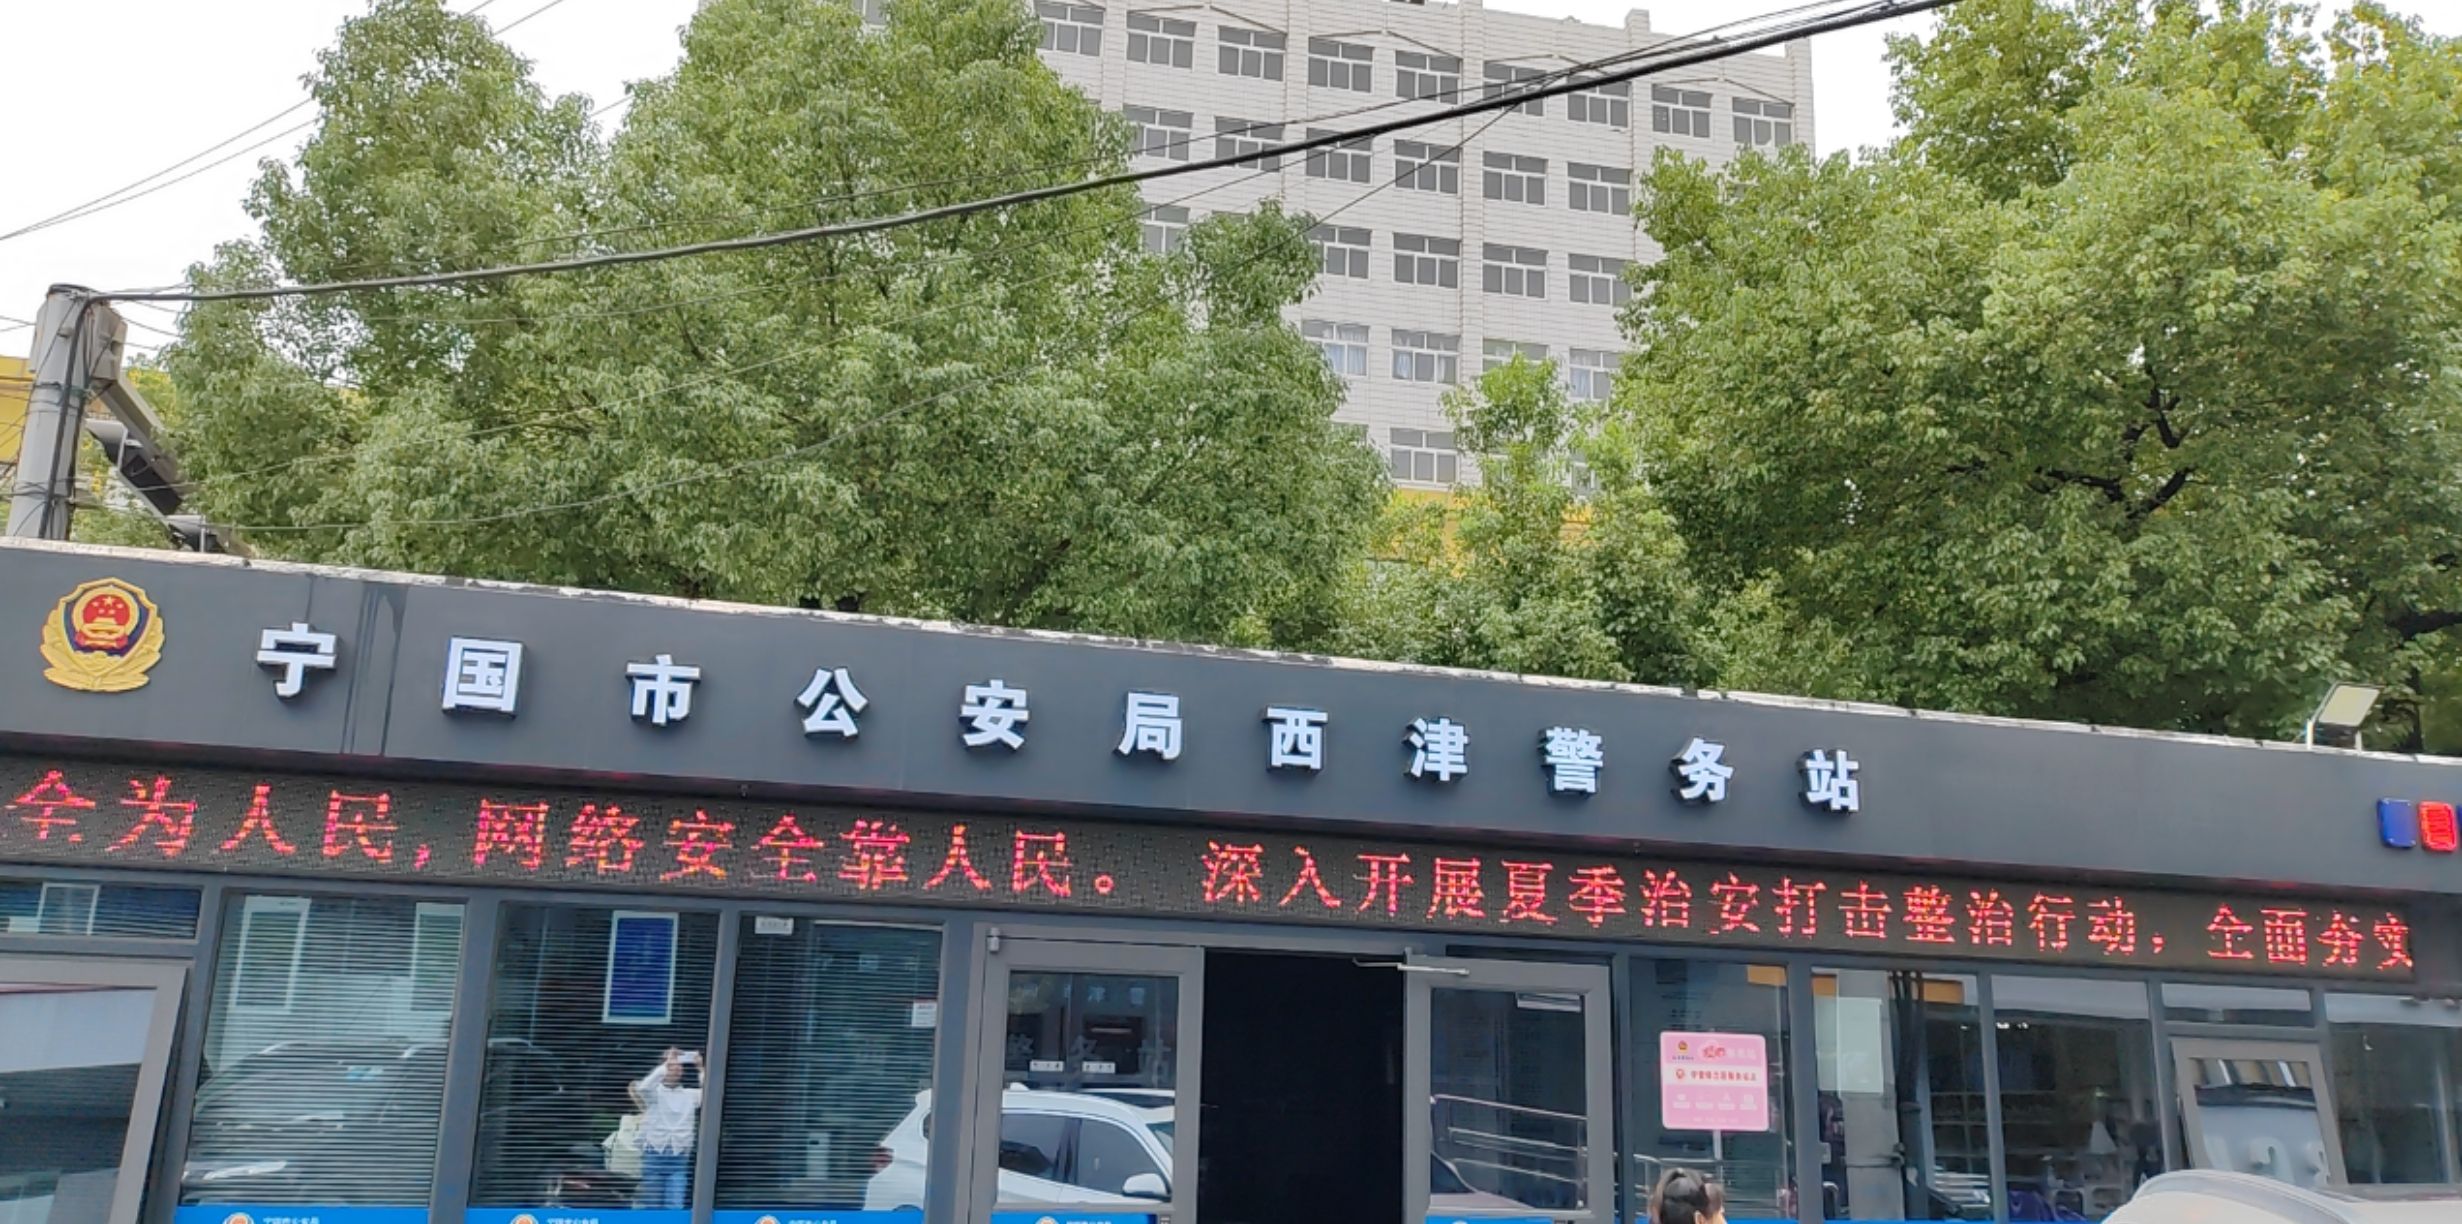 宁国市公安局西津警务站
全为人民，网络安全靠人民。 深入开展夏季治安打击整治行动，全面夯实